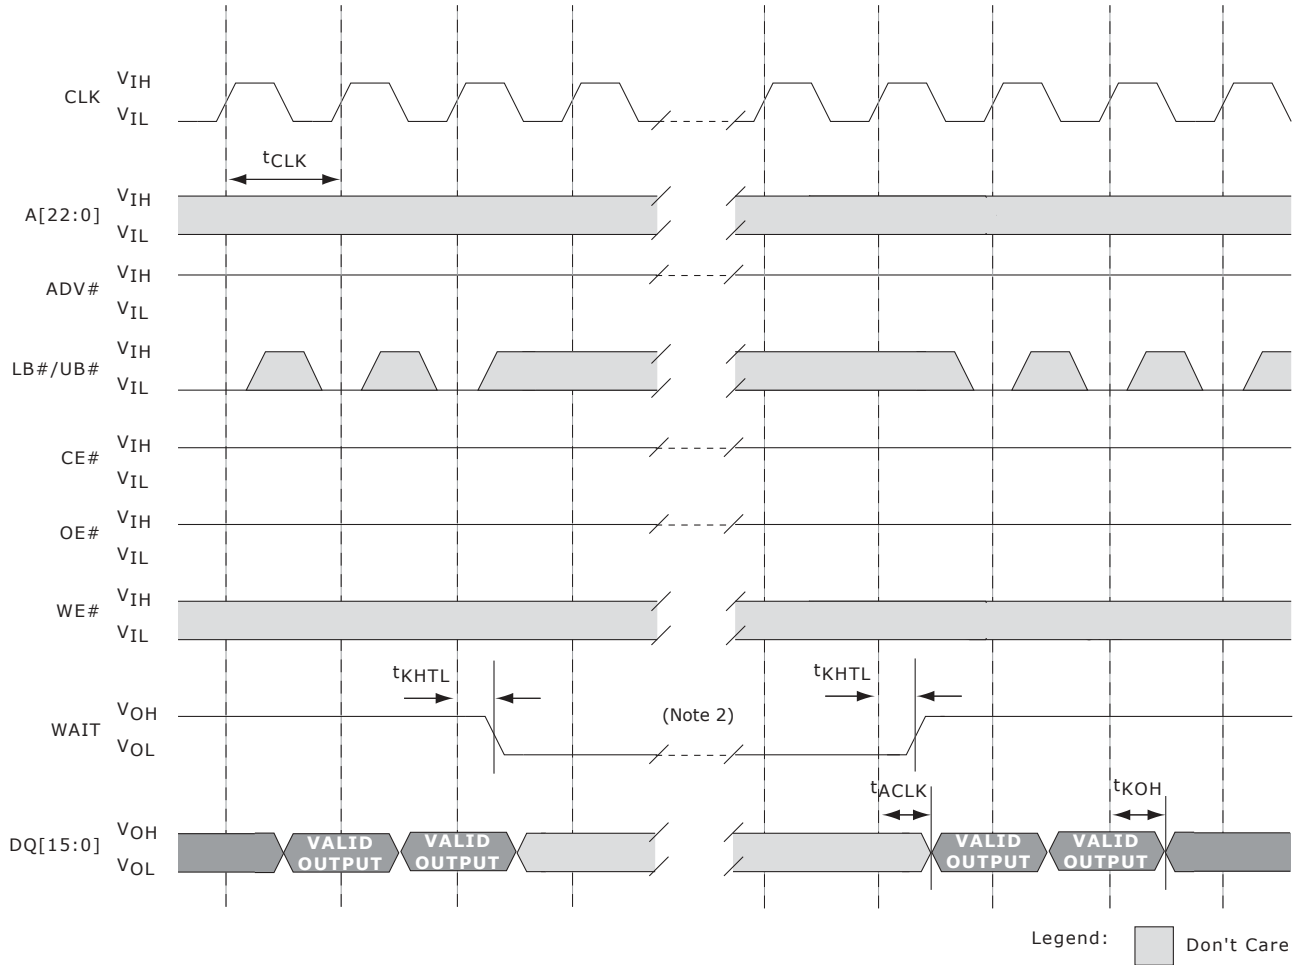 CLK VIH
VIL
tCLK
A[22:0] VIH
VIL
ADV# VIH
VIL
LB#/UB# VIH
VIL
CE# VIH
VIL
OE# VIH
VIL
WE# VIH
VIL
tKHTL tKHTL
WAIT VOH
VOL
(Note 2)
tACLK tKOH
DQ[15:0] VOH
VOL
VALID OUTPUT
VALID OUTPUT
VALID OUTPUT
VALID OUTPUT
Legend: Don't Care